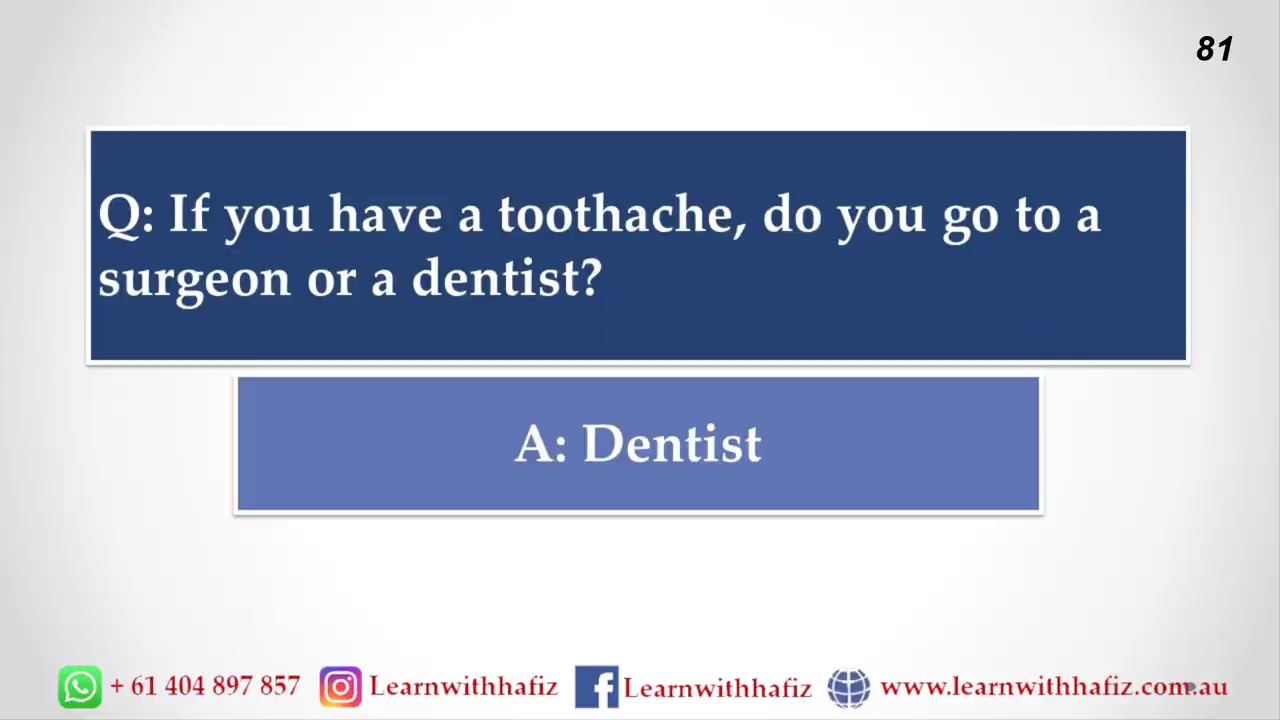 81
Q: If you have a toothache, do you go to a
surgeon or a dentist?
A: Dentist
+ 61 404 897 857 Learnwithhafiz Learnwithhafiz www.learnwithhafiz.com.au